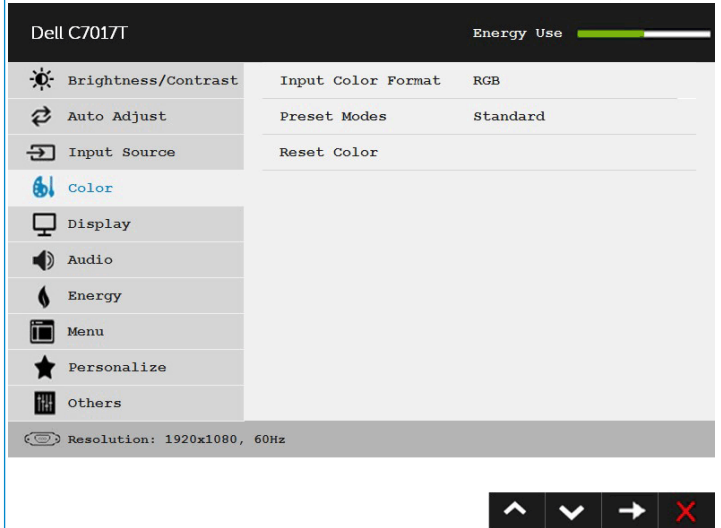 Dell C7017T
Energy Use
Brightness/Contrast
Input Color Format RGB
Auto Adjust
Preset Modes Standard
Input Source
Reset Color
Color
Display
Audio
Energy
Menu
Personalize
Others
Resolution: 1920x1080, 60Hz